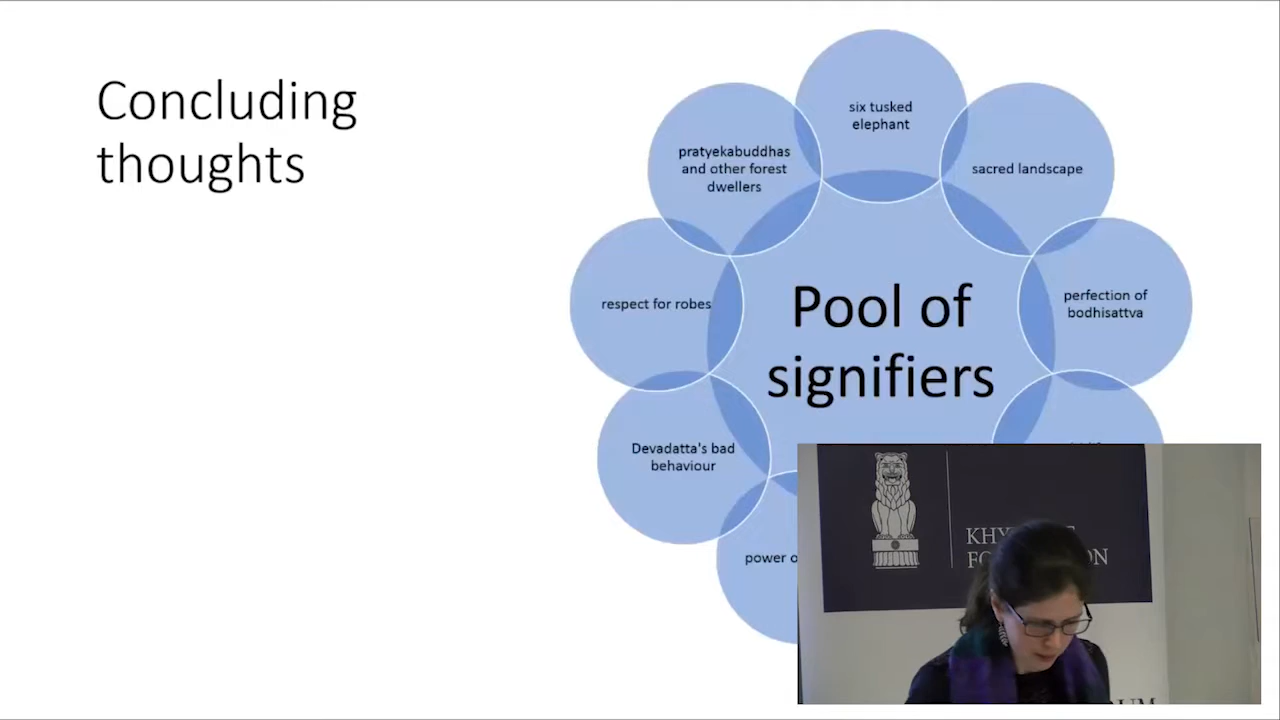 Concluding
thoughts
six tusked
elephant
pratyekabuddhas
and other forest
dwellers
sacred landscape
respect for robes
perfection of
bodhisattva
Pool of
signifiers
Devadatta's bad
behaviour
power